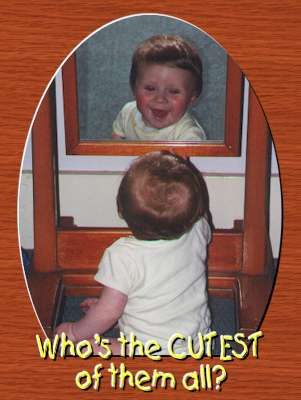 Who's the CUTEST
of them all?